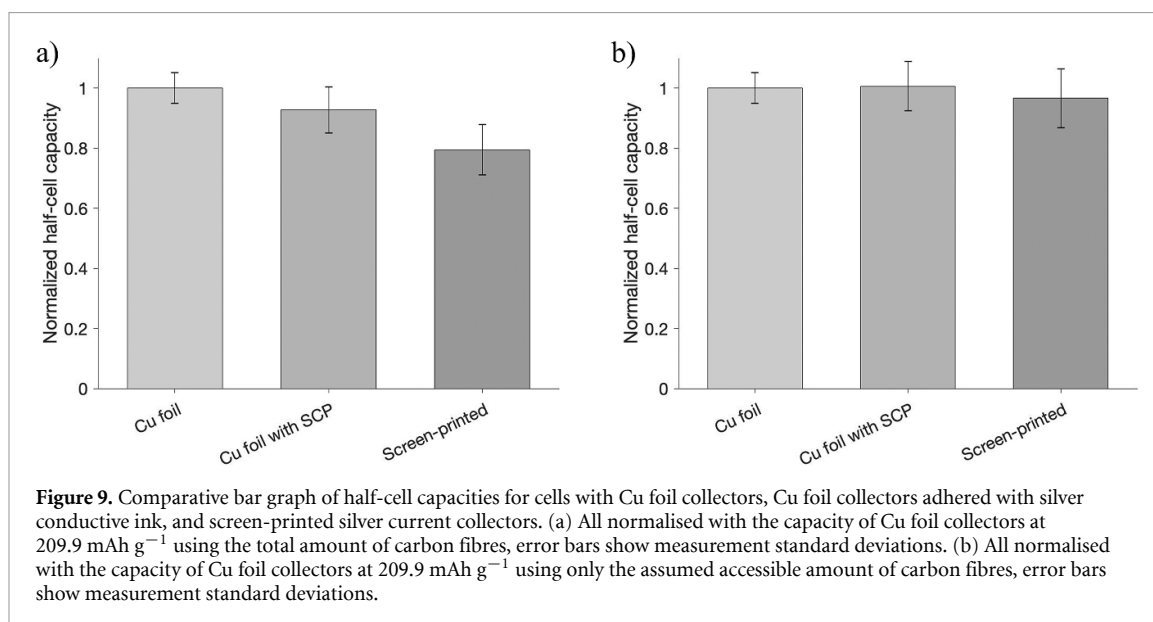 a)
Normalized half-cell capacity
1
0.8
0.6
0.4
0.2
0
Cu foil
Cu foil with SCP
Screen-printed
b)
Normalized half-cell capacity
1
0.8
0.6
0.4
0.2
0
Cu foil
Cu foil with SCP
Screen-printed
Figure 9. Comparative bar graph of half-cell capacities for cells with Cu foil collectors, Cu foil collectors adhered with silver
conductive ink, and screen-printed silver current collectors. (a) All normalised with the capacity of Cu foil collectors at
209.9 mAh g⁻¹ using the total amount of carbon fibres, error bars show measurement standard deviations. (b) All normalised
with the capacity of Cu foil collectors at 209.9 mAh g⁻¹ using only the assumed accessible amount of carbon fibres, error bars
show measurement standard deviations.